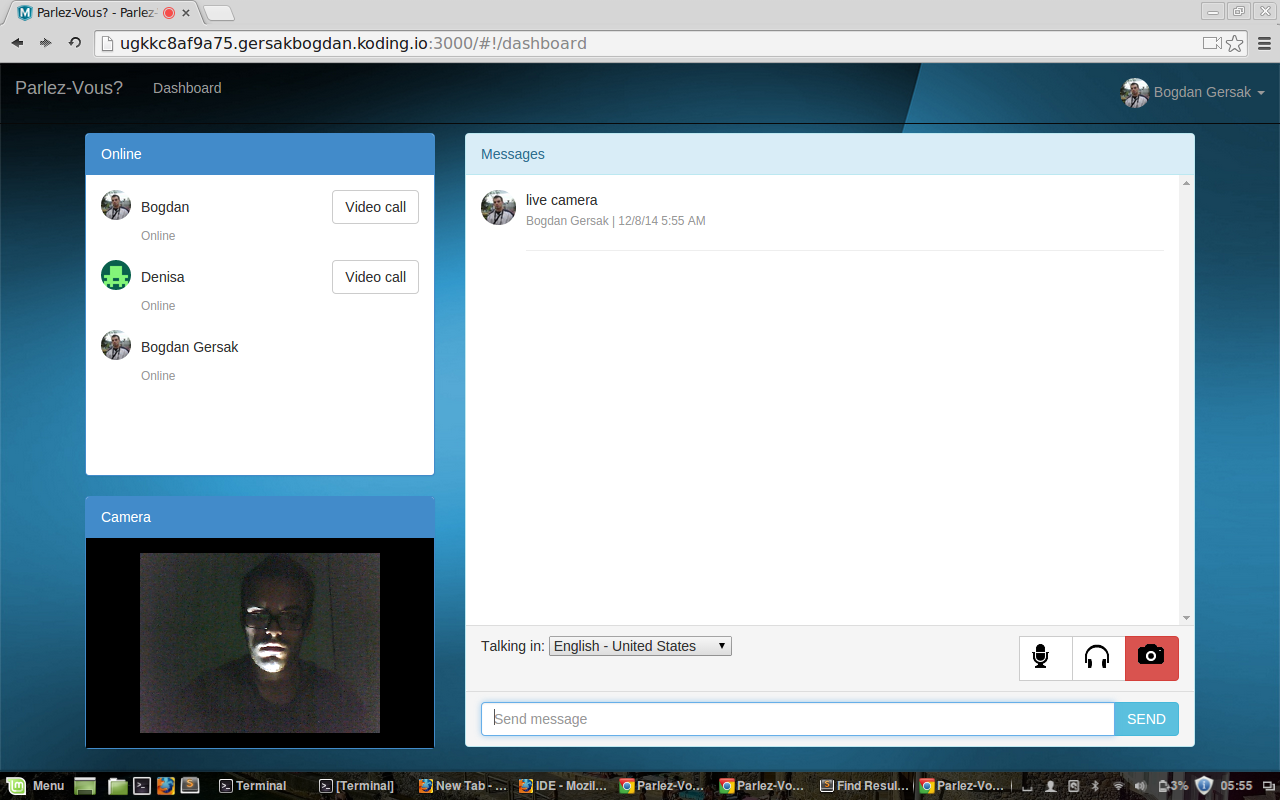 Parlez-Vous? - Parlez-
ugkkc8af9a75.gersakbogdan.koding.io:3000/#!/dashboard
Parlez-Vous? Dashboard Bogdan Gersak
Online
Bogdan Video call
Online
Denisa Video call
Online
Bogdan Gersak
Online
Camera
Messages
live camera
Bogdan Gersak | 12/8/14 5:55 AM
Talking in: English - United States
Send message SEND
Menu Terminal [Terminal] New Tab - ... IDE - Mozil... Parlez-Vo... Parlez-Vo... Find Resul... Parlez-Vo... 3% 05:55